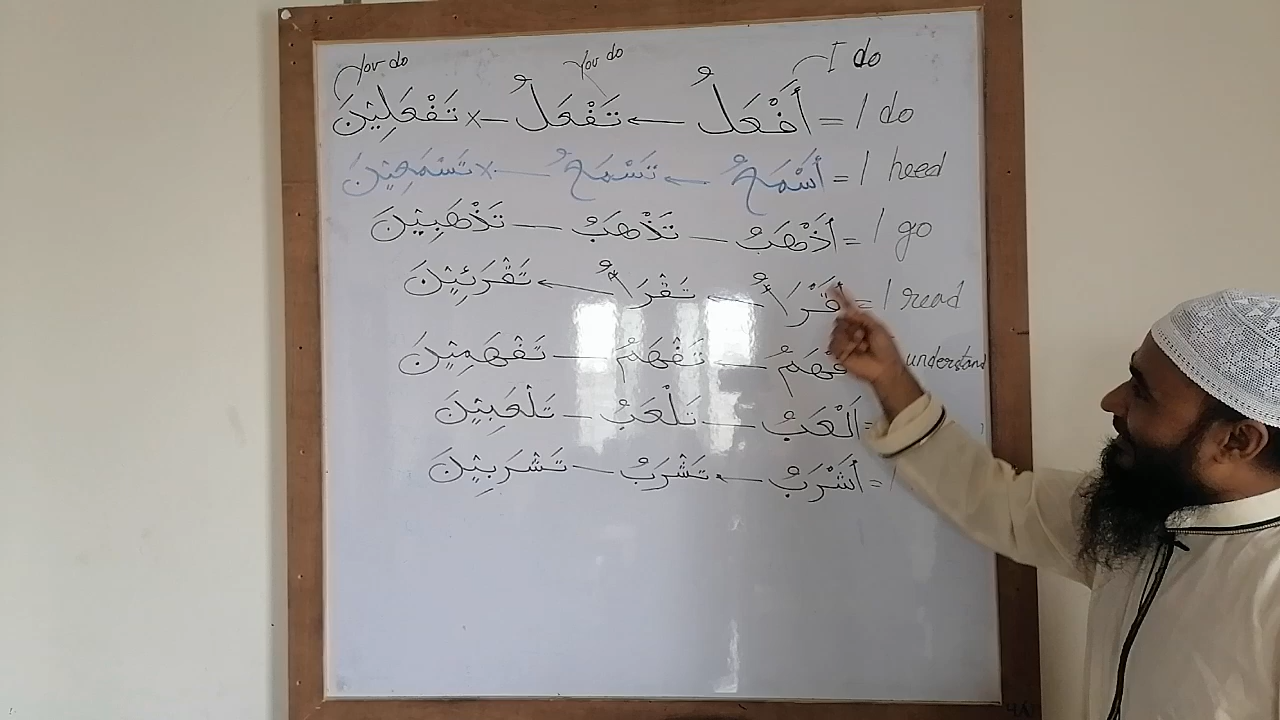 I do You do You do
أَفْعَلُ = I do ← تَفْعَلُ – x تَفْعَلِيْنَ
أَسْمَعُ = I heed ← تَسْمَعُ – x تَسْمَعِيْنَ
أَذْهَبُ = I go – تَذْهَبُ – تَذْهَبِيْنَ
أَقْرَاُ = I read ← تَقْرَاُ ← تَقْرَئِيْنَ
فْهَمُ understand ← تَفْهَمُ – تَفْهَمِيْنَ
اَلْعَبُ = – تَلْعَبُ – تَلْعَبِيْنَ
أَشْرَبُ = I ← تَشْرَبُ – تَشْرَبِيْنَ